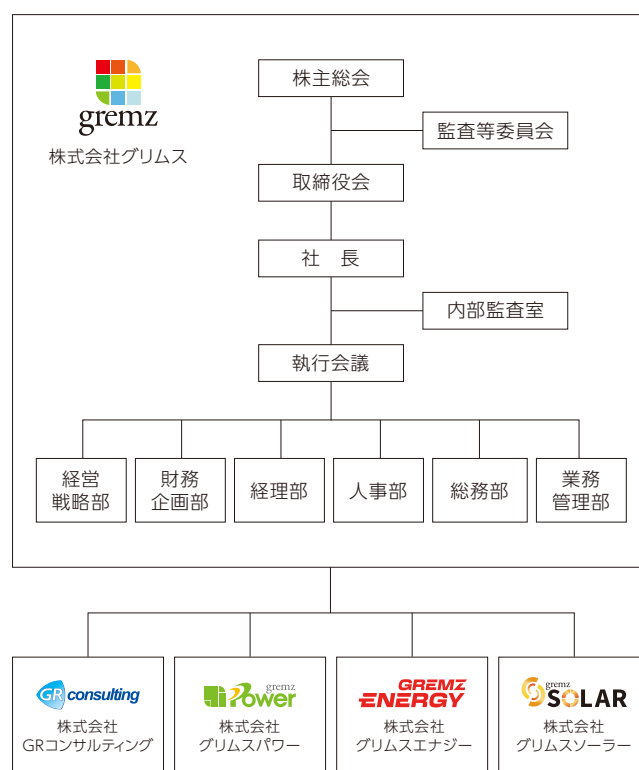 gremz
株式会社グリムス
株主総会
監査等委員会
取締役会
社　長
内部監査室
執行会議
経営
戦略部
財務
企画部
経理部
人事部
総務部
業務
管理部
GR consulting
株式会社
GRコンサルティング
gremz
Power
株式会社
グリムスパワー
GREMZ
ENERGY
株式会社
グリムスエナジー
gremz
SOLAR
株式会社
グリムスソーラー